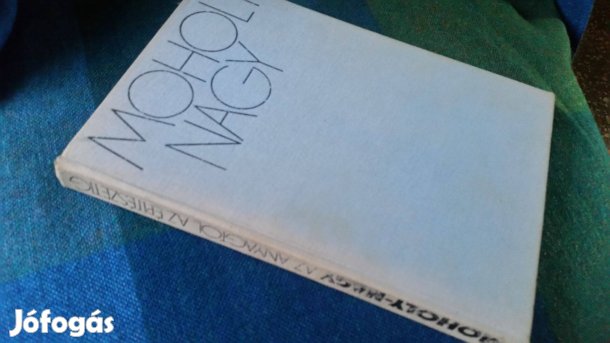 MOHOLY
NAGY
MOHOLY-NAGY AZ ANYAGTÓL AZ ÉPÍTÉSZETIG
Jófogás